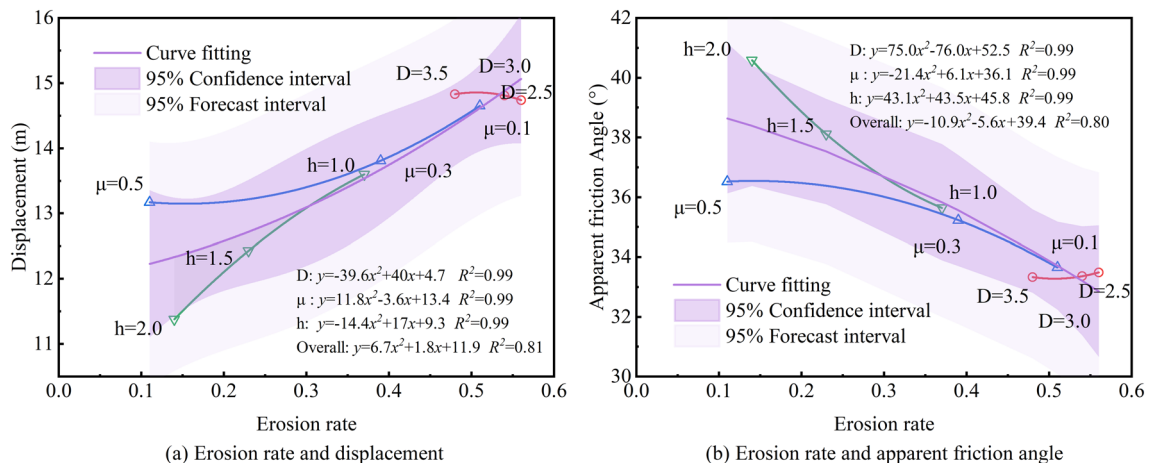 16
15
14
13
12
11
0.0
0.1
0.2
0.3
0.4
0.5
0.6
Displacement (m)
Erosion rate
Curve fitting
95% Confidence interval
95% Forecast interval
D=3.5
D=3.0
D=2.5
μ=0.1
μ=0.3
μ=0.5
h=1.0
h=1.5
h=2.0
D: y=-39.6x²+40x+4.7 R²=0.99
μ : y=11.8x²-3.6x+13.4 R²=0.99
h: y=-14.4x²+17x+9.3 R²=0.99
Overall: y=6.7x²+1.8x+11.9 R²=0.81
(a) Erosion rate and displacement
42
40
38
36
34
32
30
0.1
0.2
0.3
0.4
0.5
0.6
0.0
Apparent friction Angle (°)
Erosion rate
h=2.0
h=1.5
h=1.0
μ=0.5
μ=0.3
μ=0.1
D=3.5
D=2.5
D=3.0
D: y=75.0x²-76.0x+52.5 R²=0.99
μ : y=-21.4x²+6.1x+36.1 R²=0.99
h: y=43.1x²+43.5x+45.8 R²=0.99
Overall: y=-10.9x²-5.6x+39.4 R²=0.80
Curve fitting
95% Confidence interval
95% Forecast interval
(b) Erosion rate and apparent friction angle